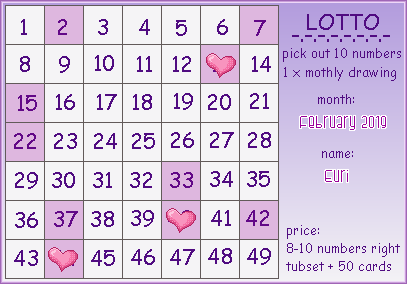 1 2 3 4 5 6 7
8 9 10 11 12 14
15 16 17 18 19 20 21
22 23 24 25 26 27 28
29 30 31 32 33 34 35
36 37 38 39 41 42
43 45 46 47 48 49
LOTTO
~.~.~.~.~.~
pick out 10 numbers
1 x mothly drawing
month:
February 2019
name:
Euri
price:
8-10 numbers right
tubset + 50 cards